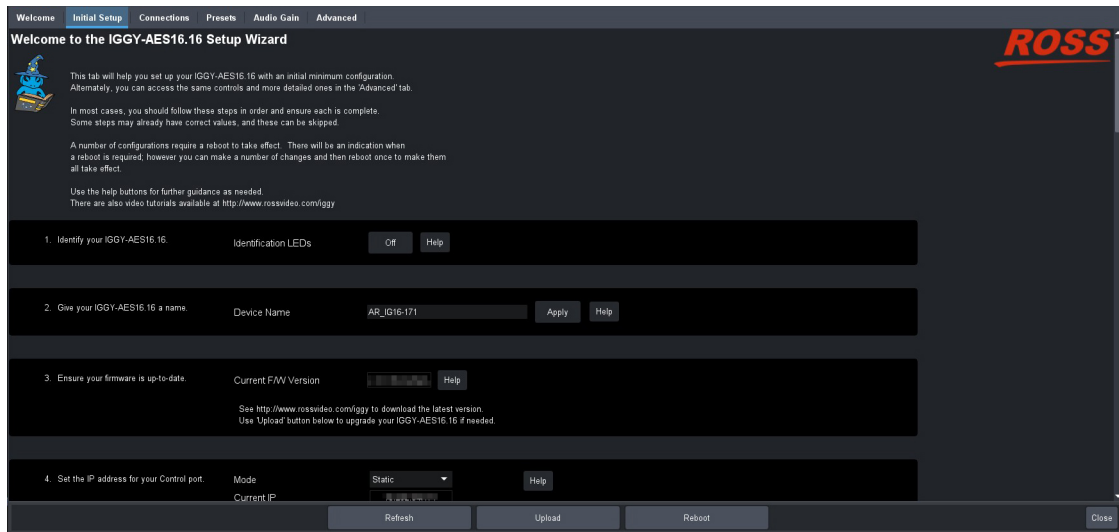 Welcome Initial Setup Connections Presets Audio Gain Advanced
Welcome to the IGGY-AES16.16 Setup Wizard
ROSS
This tab will help you set up your IGGY-AES16.16 with an initial minimum configuration.
Alternately, you can access the same controls and more detailed ones in the 'Advanced' tab.
In most cases, you should follow these steps in order and ensure each is complete.
Some steps may already have correct values, and these can be skipped.
A number of configurations require a reboot to take effect. There will be an indication when
a reboot is required; however you can make a number of changes and then reboot once to make them
all take effect.
Use the help buttons for further guidance as needed.
There are also video tutorials available at http://www.rossvideo.com/iggy
1. Identify your IGGY-AES16.16. Identification LEDs Off Help
2. Give your IGGY-AES16.16 a name. Device Name AR_IG16-171 Apply Help
3. Ensure your firmware is up-to-date. Current F/W Version Help
See http://www.rossvideo.com/iggy to download the latest version.
Use 'Upload' button below to upgrade your IGGY-AES16.16 if needed.
4. Set the IP address for your Control port. Mode Static Help
Current IP
Refresh Upload Reboot Close